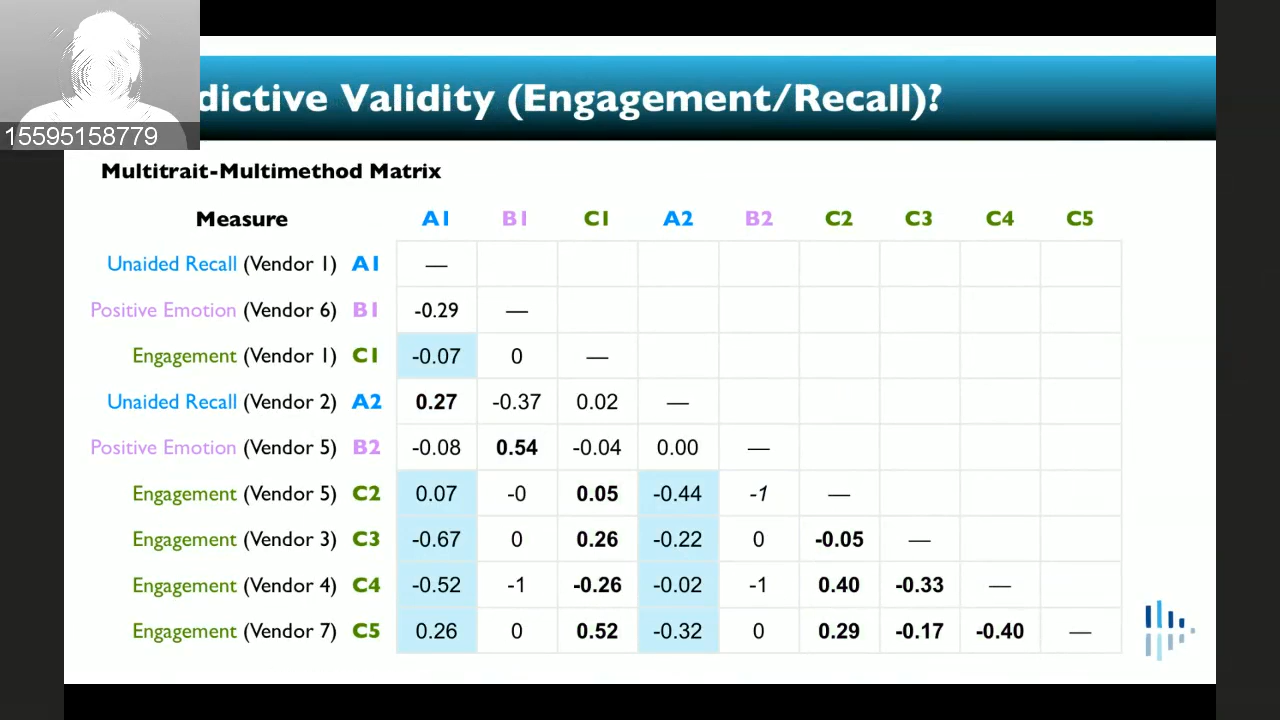 dictive Validity (Engagement/Recall)?
15595158779
Multitrait-Multimethod Matrix
Measure A1 B1 C1 A2 B2 C2 C3 C4 C5
Unaided Recall (Vendor 1) A1 —
Positive Emotion (Vendor 6) B1 -0.29 —
Engagement (Vendor 1) C1 -0.07 0 —
Unaided Recall (Vendor 2) A2 0.27 -0.37 0.02 —
Positive Emotion (Vendor 5) B2 -0.08 0.54 -0.04 0.00 —
Engagement (Vendor 5) C2 0.07 -0 0.05 -0.44 -1 —
Engagement (Vendor 3) C3 -0.67 0 0.26 -0.22 0 -0.05 —
Engagement (Vendor 4) C4 -0.52 -1 -0.26 -0.02 -1 0.40 -0.33 —
Engagement (Vendor 7) C5 0.26 0 0.52 -0.32 0 0.29 -0.17 -0.40 —